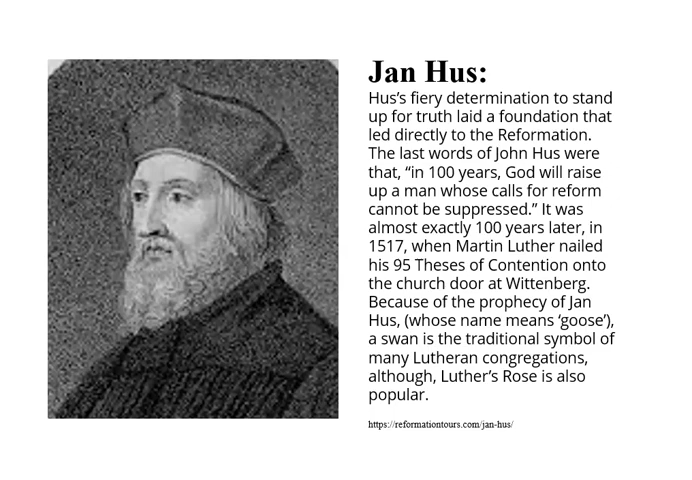 Jan Hus:
Hus’s fiery determination to stand
up for truth laid a foundation that
led directly to the Reformation.
The last words of John Hus were
that, “in 100 years, God will raise
up a man whose calls for reform
cannot be suppressed.” It was
almost exactly 100 years later, in
1517, when Martin Luther nailed
his 95 Theses of Contention onto
the church door at Wittenberg.
Because of the prophecy of Jan
Hus, (whose name means ‘goose’),
a swan is the traditional symbol of
many Lutheran congregations,
although, Luther’s Rose is also
popular.
https://reformationtours.com/jan-hus/